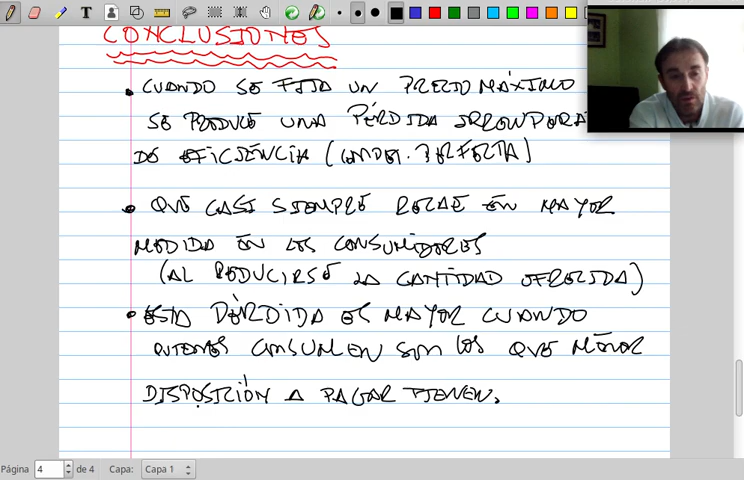 CONCLUSIONES
• CUANDO SE FIJA UN PRECIO MÁXIMO
SE PRODUCE UNA PÉRDIDA
DE EFICIENCIA (COMPET. PERFECTA)
• QUE CASI SIEMPRE RECAE EN MAYOR
MEDIDA EN LOS CONSUMIDORES
(AL REDUCIRSE LA CANTIDAD OFRECIDA)
• ESTA PÉRDIDA ES MAYOR CUANDO
QUIENES CONSUMEN SON LOS QUE MENOR
DISPOSICIÓN A PAGAR TIENEN.
Página 4 de 4 Capa: Capa 1